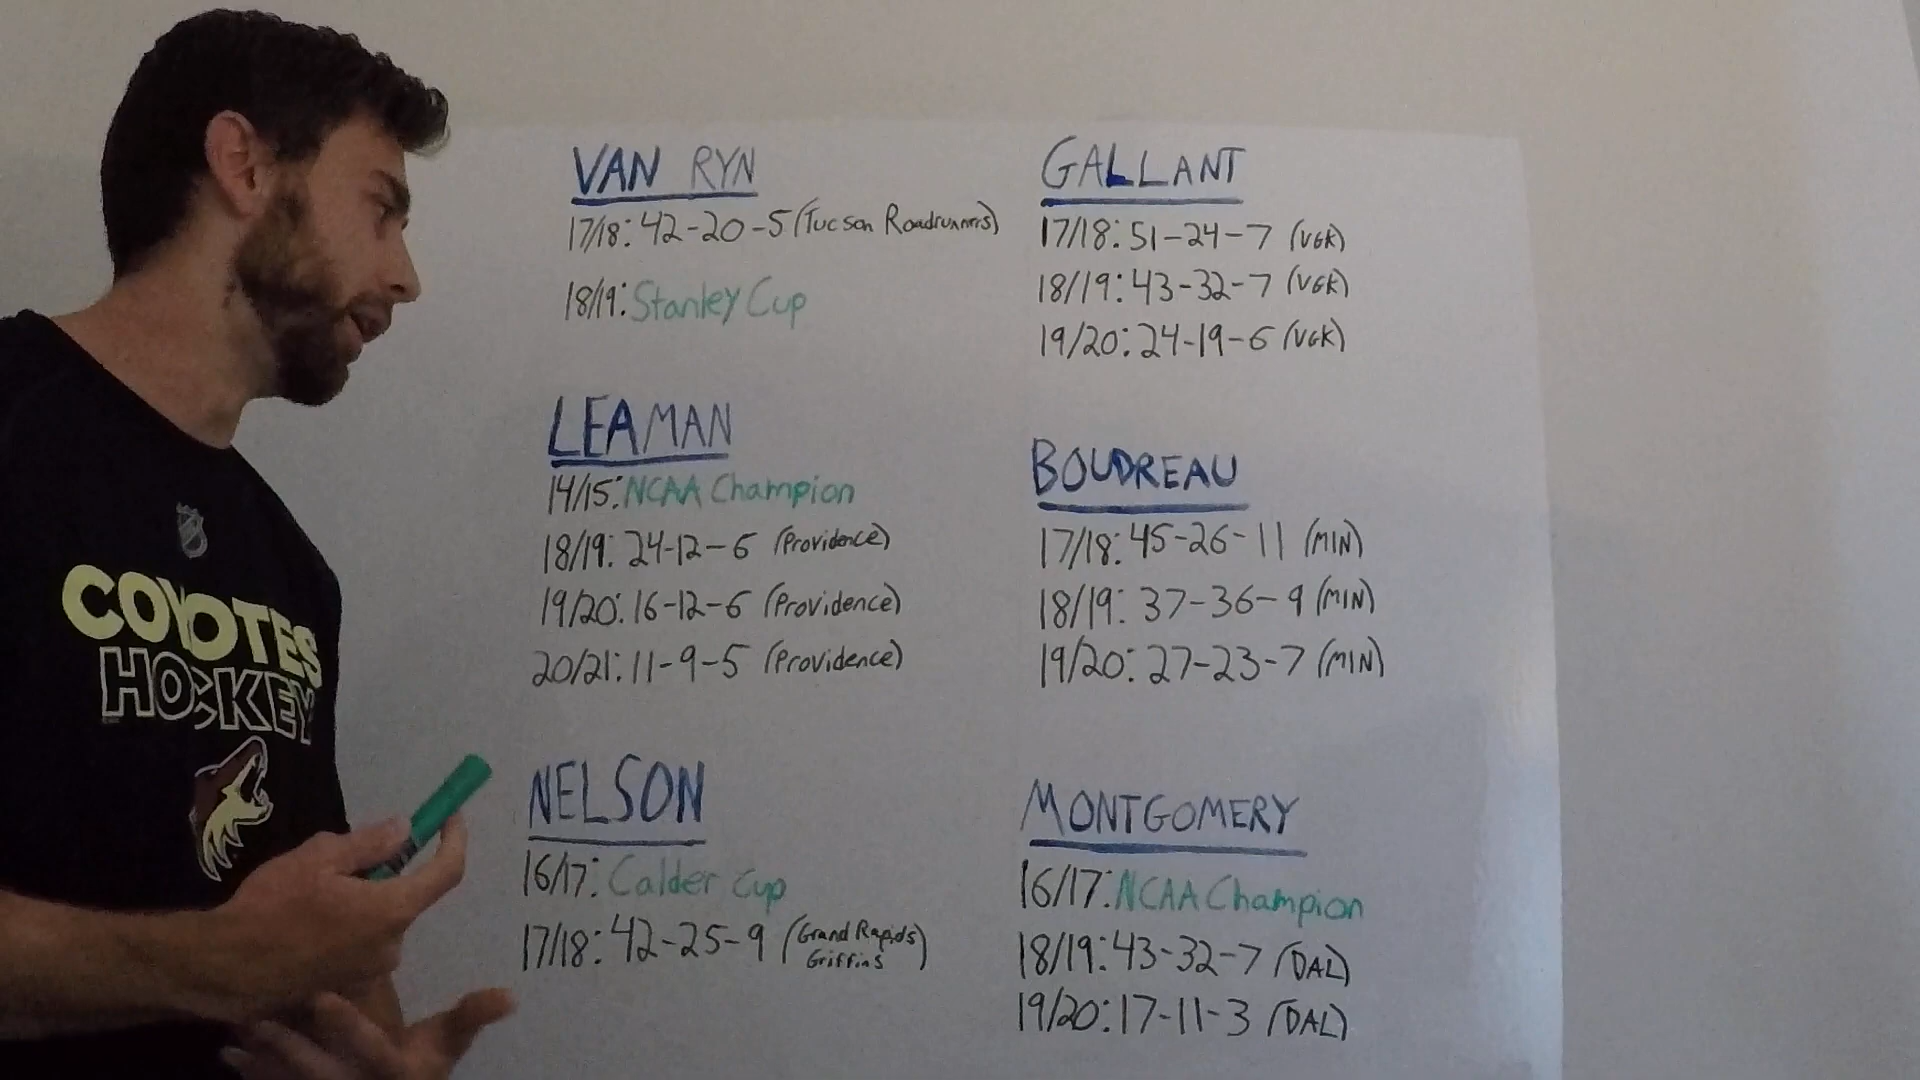 VAN RYN
17/18: 42-20-5 (Tucson Roadrunners)
18/19: Stanley Cup
LEAMAN
14/15: NCAA Champion
18/19: 24-12-6 (Providence)
19/20: 16-12-6 (Providence)
20/21: 11-9-5 (Providence)
NELSON
16/17: Calder Cup
17/18: 42-25-9 (Grand Rapids Griffins)
GALLANT
17/18: 51-24-7 (VGK)
18/19: 43-32-7 (VGK)
19/20: 24-19-6 (VGK)
BOUDREAU
17/18: 45-26-11 (MIN)
18/19: 37-36-9 (MIN)
19/20: 27-23-7 (MIN)
MONTGOMERY
16/17: NCAA Champion
18/19: 43-32-7 (DAL)
19/20: 17-11-3 (DAL)
COYOTES
HOCKEY